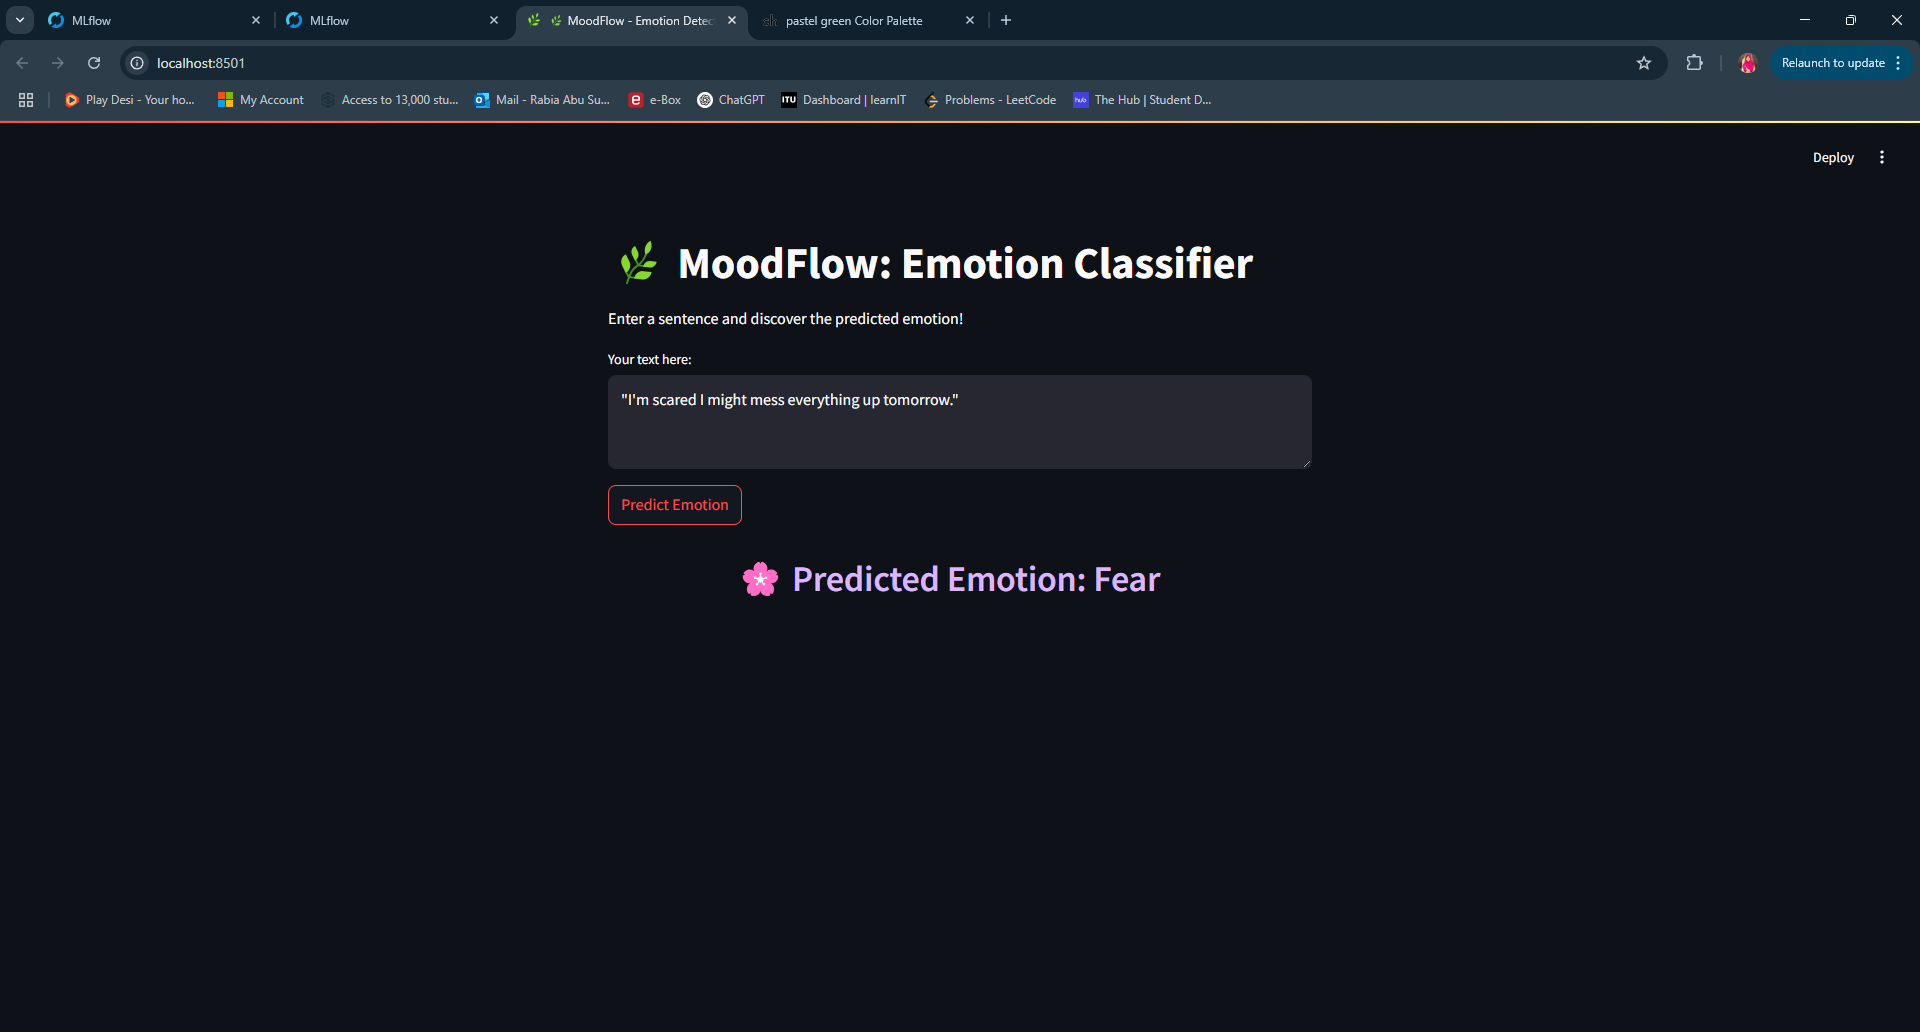 MLflow
MLflow
MoodFlow - Emotion Detec
pastel green Color Palette
localhost:8501
Relaunch to update
Play Desi - Your ho...
My Account
Access to 13,000 stu...
Mail - Rabia Abu Su...
e-Box
ChatGPT
ITU
Dashboard | learnIT
Problems - LeetCode
hub
The Hub | Student D...
Deploy
MoodFlow: Emotion Classifier
Enter a sentence and discover the predicted emotion!
Your text here:
"I'm scared I might mess everything up tomorrow."
Predict Emotion
Predicted Emotion: Fear